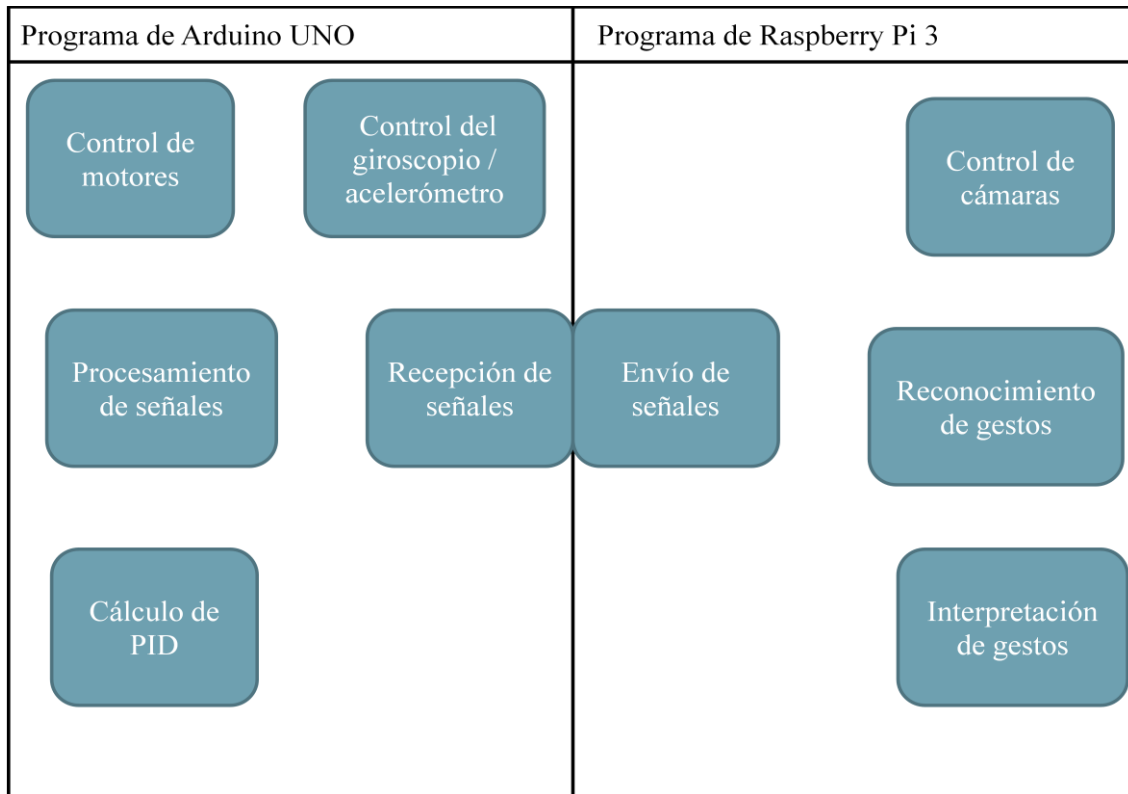 Programa de Arduino UNO
Programa de Raspberry Pi 3
Control de
motores
Control del
giroscopio /
acelerómetro
Control de
cámaras
Procesamiento
de señales
Recepción de
señales
Envío de
señales
Reconocimiento
de gestos
Cálculo de
PID
Interpretación
de gestos